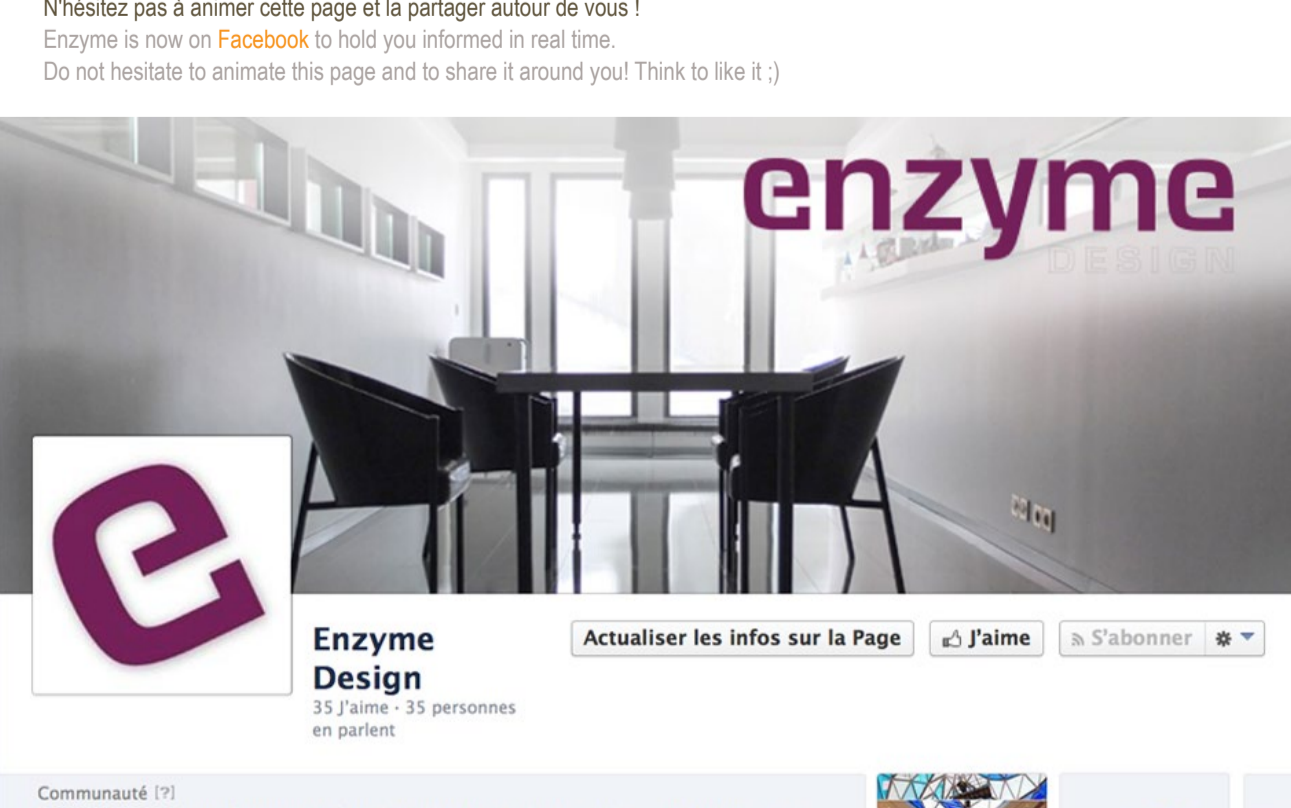 N'hésitez pas à animer cette page et la partager autour de vous !
Enzyme is now on Facebook to hold you informed in real time.
Do not hesitate to animate this page and to share it around you! Think to like it ;)
enzyme
DESIGN
Enzyme
Design
Actualiser les infos sur la Page
J'aime
S'abonner
35 J'aime · 35 personnes
en parlent
Communauté [?]